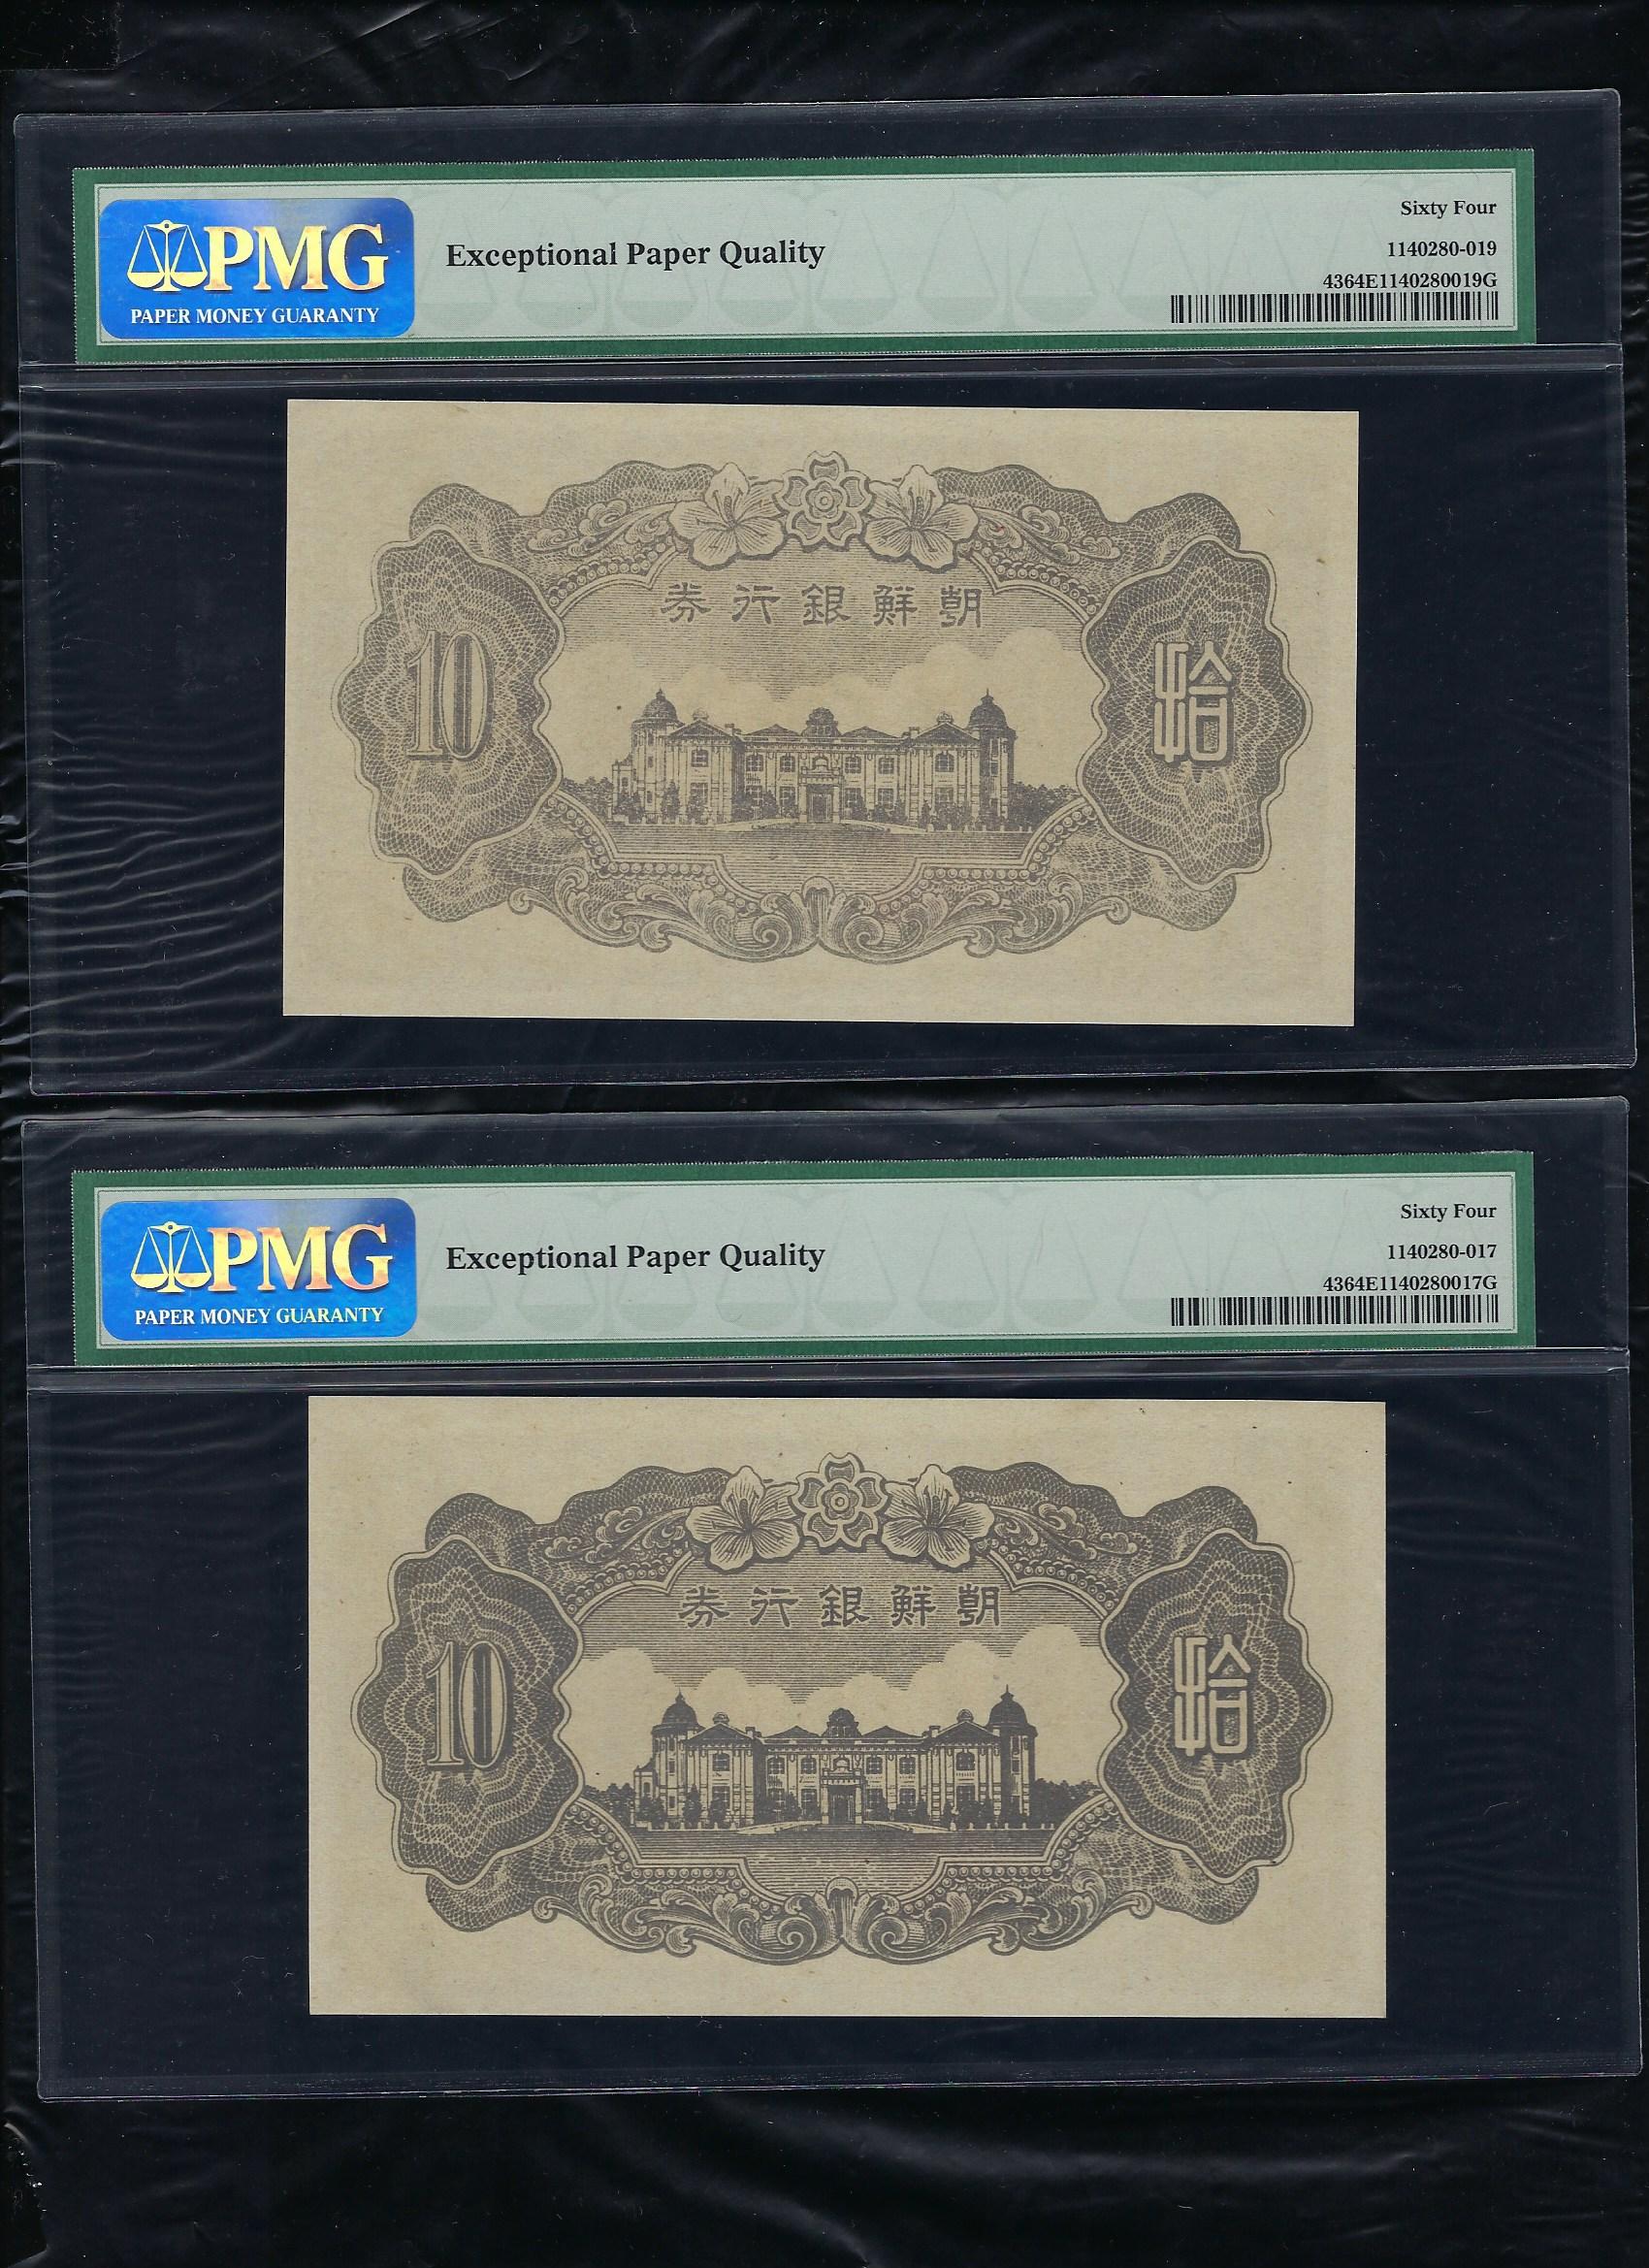 PMG
PAPER MONEY GUARANTY
Exceptional Paper Quality
Sixty Four
1140280-019
4364E1140280019G
券行銀鮮朝
10
拾
PMG
PAPER MONEY GUARANTY
Exceptional Paper Quality
Sixty Four
1140280-017
4364E1140280017G
券行銀鮮朝
10
拾